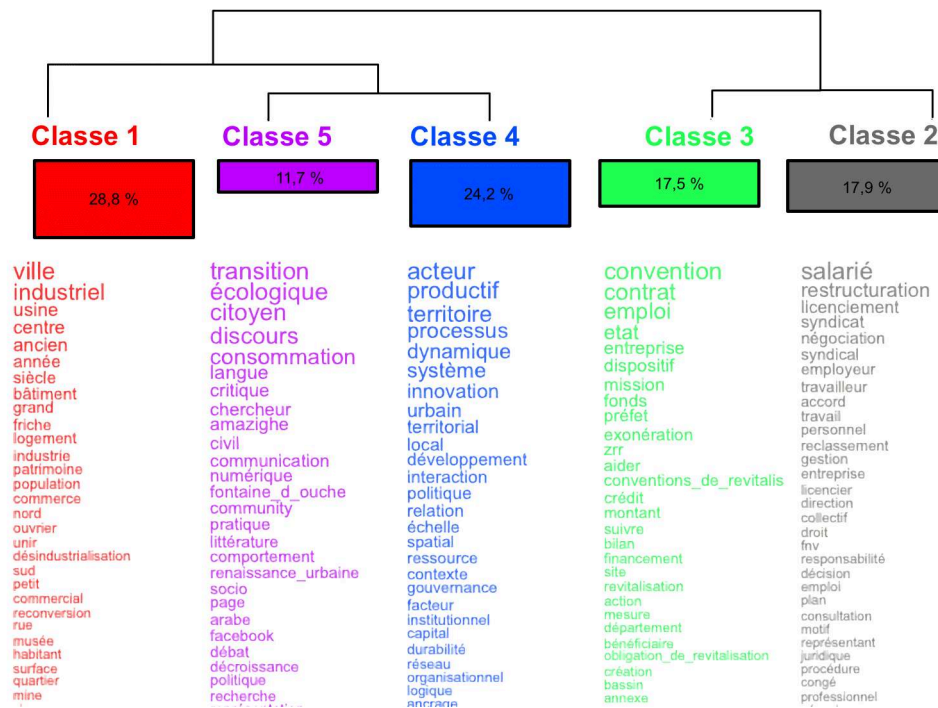 Classe 1
Classe 5
Classe 4
Classe 3
Classe 2
28,8 %
11,7 %
24,2 %
17,5 %
17,9 %
ville
industriel
usine
centre
ancien
année
siècle
bâtiment
grand
friche
logement
industrie
patrimoine
population
commerce
nord
ouvrier
unir
désindustrialisation
sud
petit
commercial
reconversion
rue
musée
habitant
surface
quartier
mine
transition
écologique
citoyen
discours
consommation
langue
critique
chercheur
amazighe
civil
communication
numérique
fontaine_d_ouche
community
pratique
littérature
comportement
renaissance_urbaine
socio
page
arabe
facebook
débat
décroissance
politique
recherche
acteur
productif
territoire
processus
dynamique
système
innovation
urbain
territorial
local
développement
interaction
politique
relation
échelle
spatial
ressource
contexte
gouvernance
facteur
institutionnel
capital
durabilité
réseau
organisationnel
logique
ancrage
convention
contrat
emploi
etat
entreprise
dispositif
mission
fonds
préfet
exonération
zrr
aider
conventions_de_revitalis
crédit
montant
suivre
bilan
financement
site
revitalisation
action
mesure
département
bénéficiaire
obligation_de_revitalisation
création
bassin
annexe
salarié
restructuration
licenciement
syndicat
négociation
syndical
employeur
travailleur
accord
travail
personnel
reclassement
gestion
entreprise
licencier
direction
collectif
droit
fnv
responsabilité
décision
emploi
plan
consultation
motif
représentant
juridique
procédure
congé
professionnel